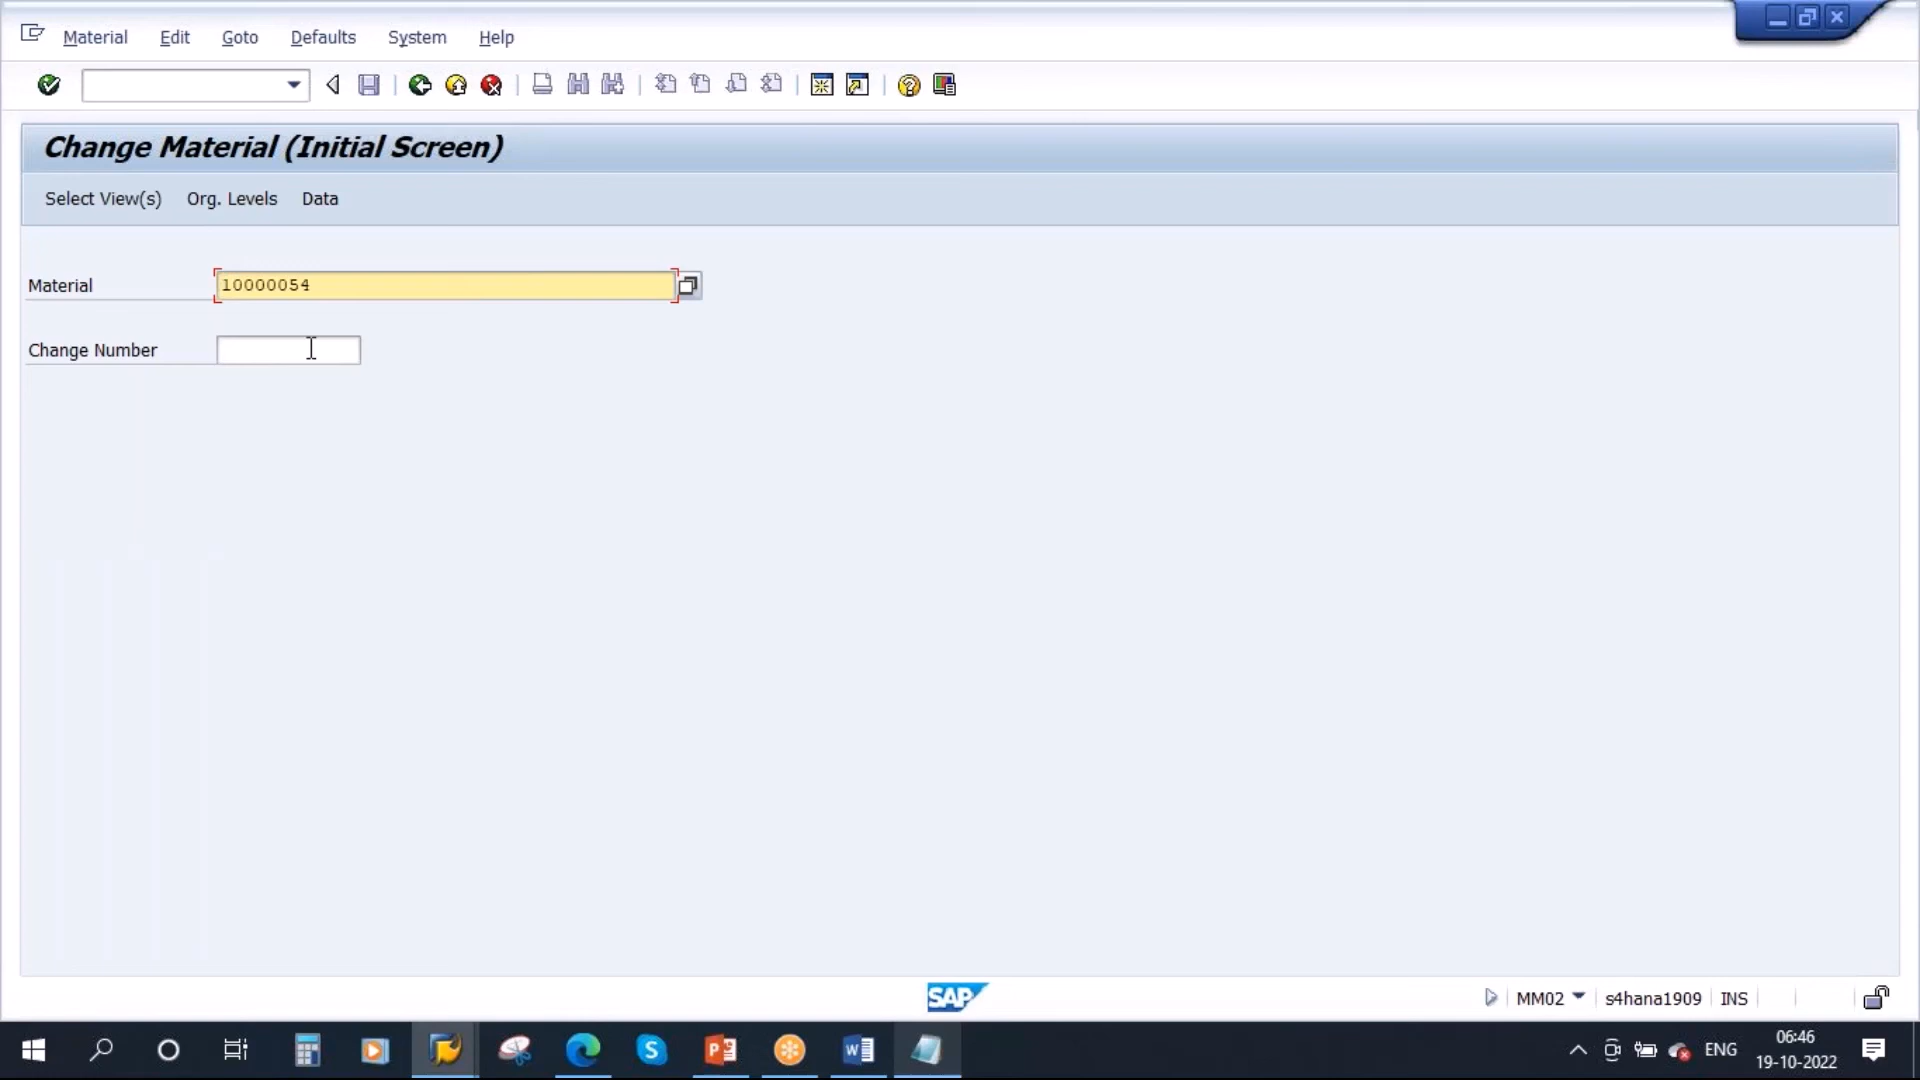 Material Edit Goto Defaults System Help
Change Material (Initial Screen)
Select View(s) Org. Levels Data
Material 10000054
Change Number
SAP
MM02 s4hana1909 INS
ENG
06:46
19-10-2022